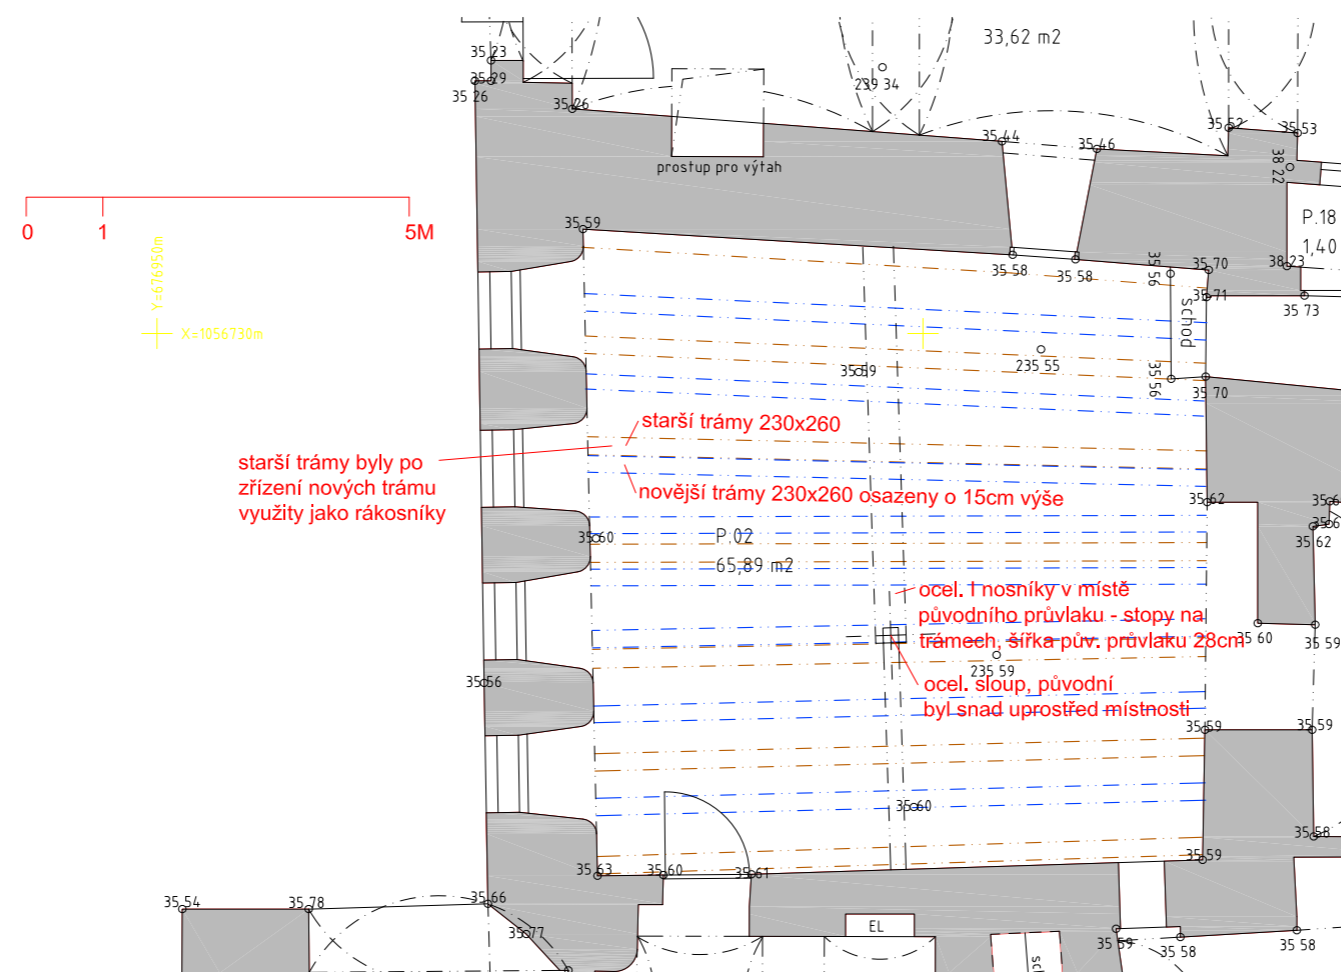 33,62 m2
35 23
35 29
35 26
35 26
239 34
35 44
35 46
35 52
35 53
38 22
prostup pro výtah
P.18
1,40
0
1
5M
Y=676950m
X=1056730m
35 59
35 58
35 58
35 56
35 70
38 23
35 71
35 73
schod
35 59
235 55
35 56
35 70
starší trámy 230x260
starší trámy byly po
zřízení nových trámu
využity jako rákosníky
novější trámy 230x260 osazeny o 15cm výše
35 62
35 62
35 60
P.02
65,89 m2
ocel. I nosníky v místě
původního průvlaku - stopy na
trámech, šířka pův. průvlaku 28cm
35 60
35 59
235 59
ocel. sloup, původní
byl snad uprostřed místnosti
35 56
35 59
35 59
35 60
35 58
35 63
35 60
35 61
35 59
35 54
35 78
35 66
35 77
EL
35 59
35 58
35 58